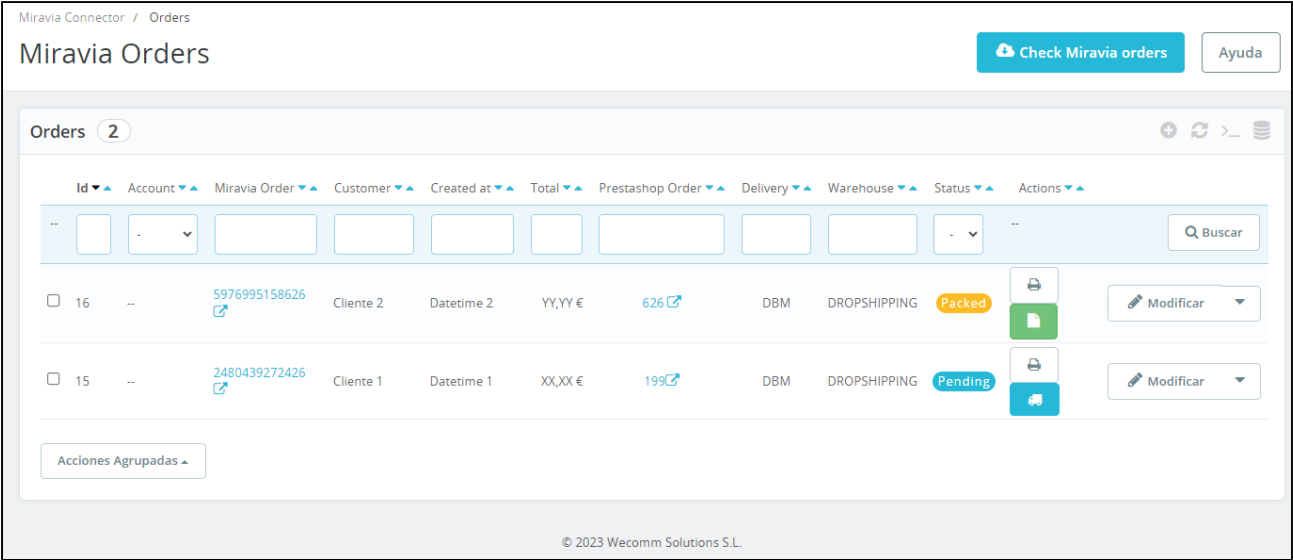 Miravia Connector / Orders
Miravia Orders
Check Miravia orders
Ayuda
Orders 2
Id Account Miravia Order Customer Created at Total Prestashop Order Delivery Warehouse Status Actions
-- - - -- Buscar
16 -- 5976995158626 Cliente 2 Datetime 2 YY,YY € 626 DBM DROPSHIPPING Packed Modificar
15 -- 2480439272426 Cliente 1 Datetime 1 XX,XX € 199 DBM DROPSHIPPING Pending Modificar
Acciones Agrupadas
© 2023 Wecomm Solutions S.L.